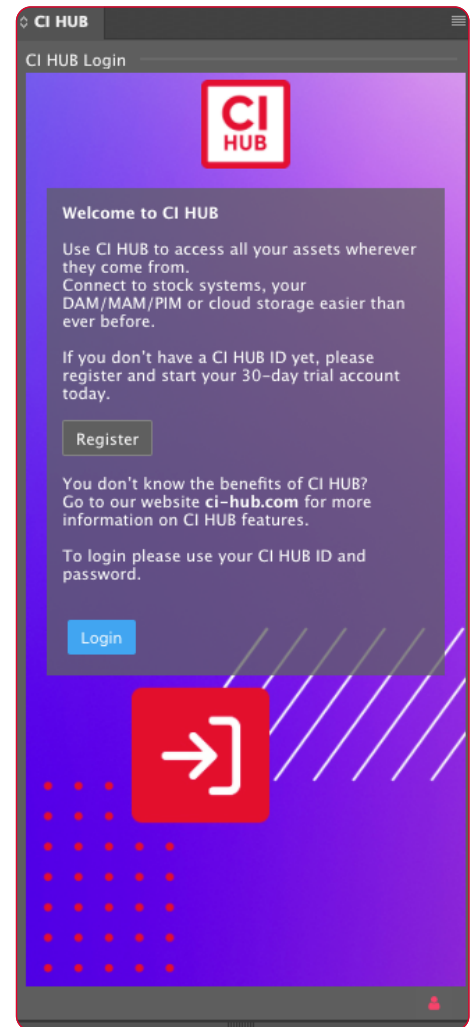 CI HUB
CI HUB Login
CI
HUB
Welcome to CI HUB
Use CI HUB to access all your assets wherever
they come from.
Connect to stock systems, your
DAM/MAM/PIM or cloud storage easier than
ever before.
If you don't have a CI HUB ID yet, please
register and start your 30-day trial account
today.
Register
You don't know the benefits of CI HUB?
Go to our website ci-hub.com for more
information on CI HUB features.
To login please use your CI HUB ID and
password.
Login